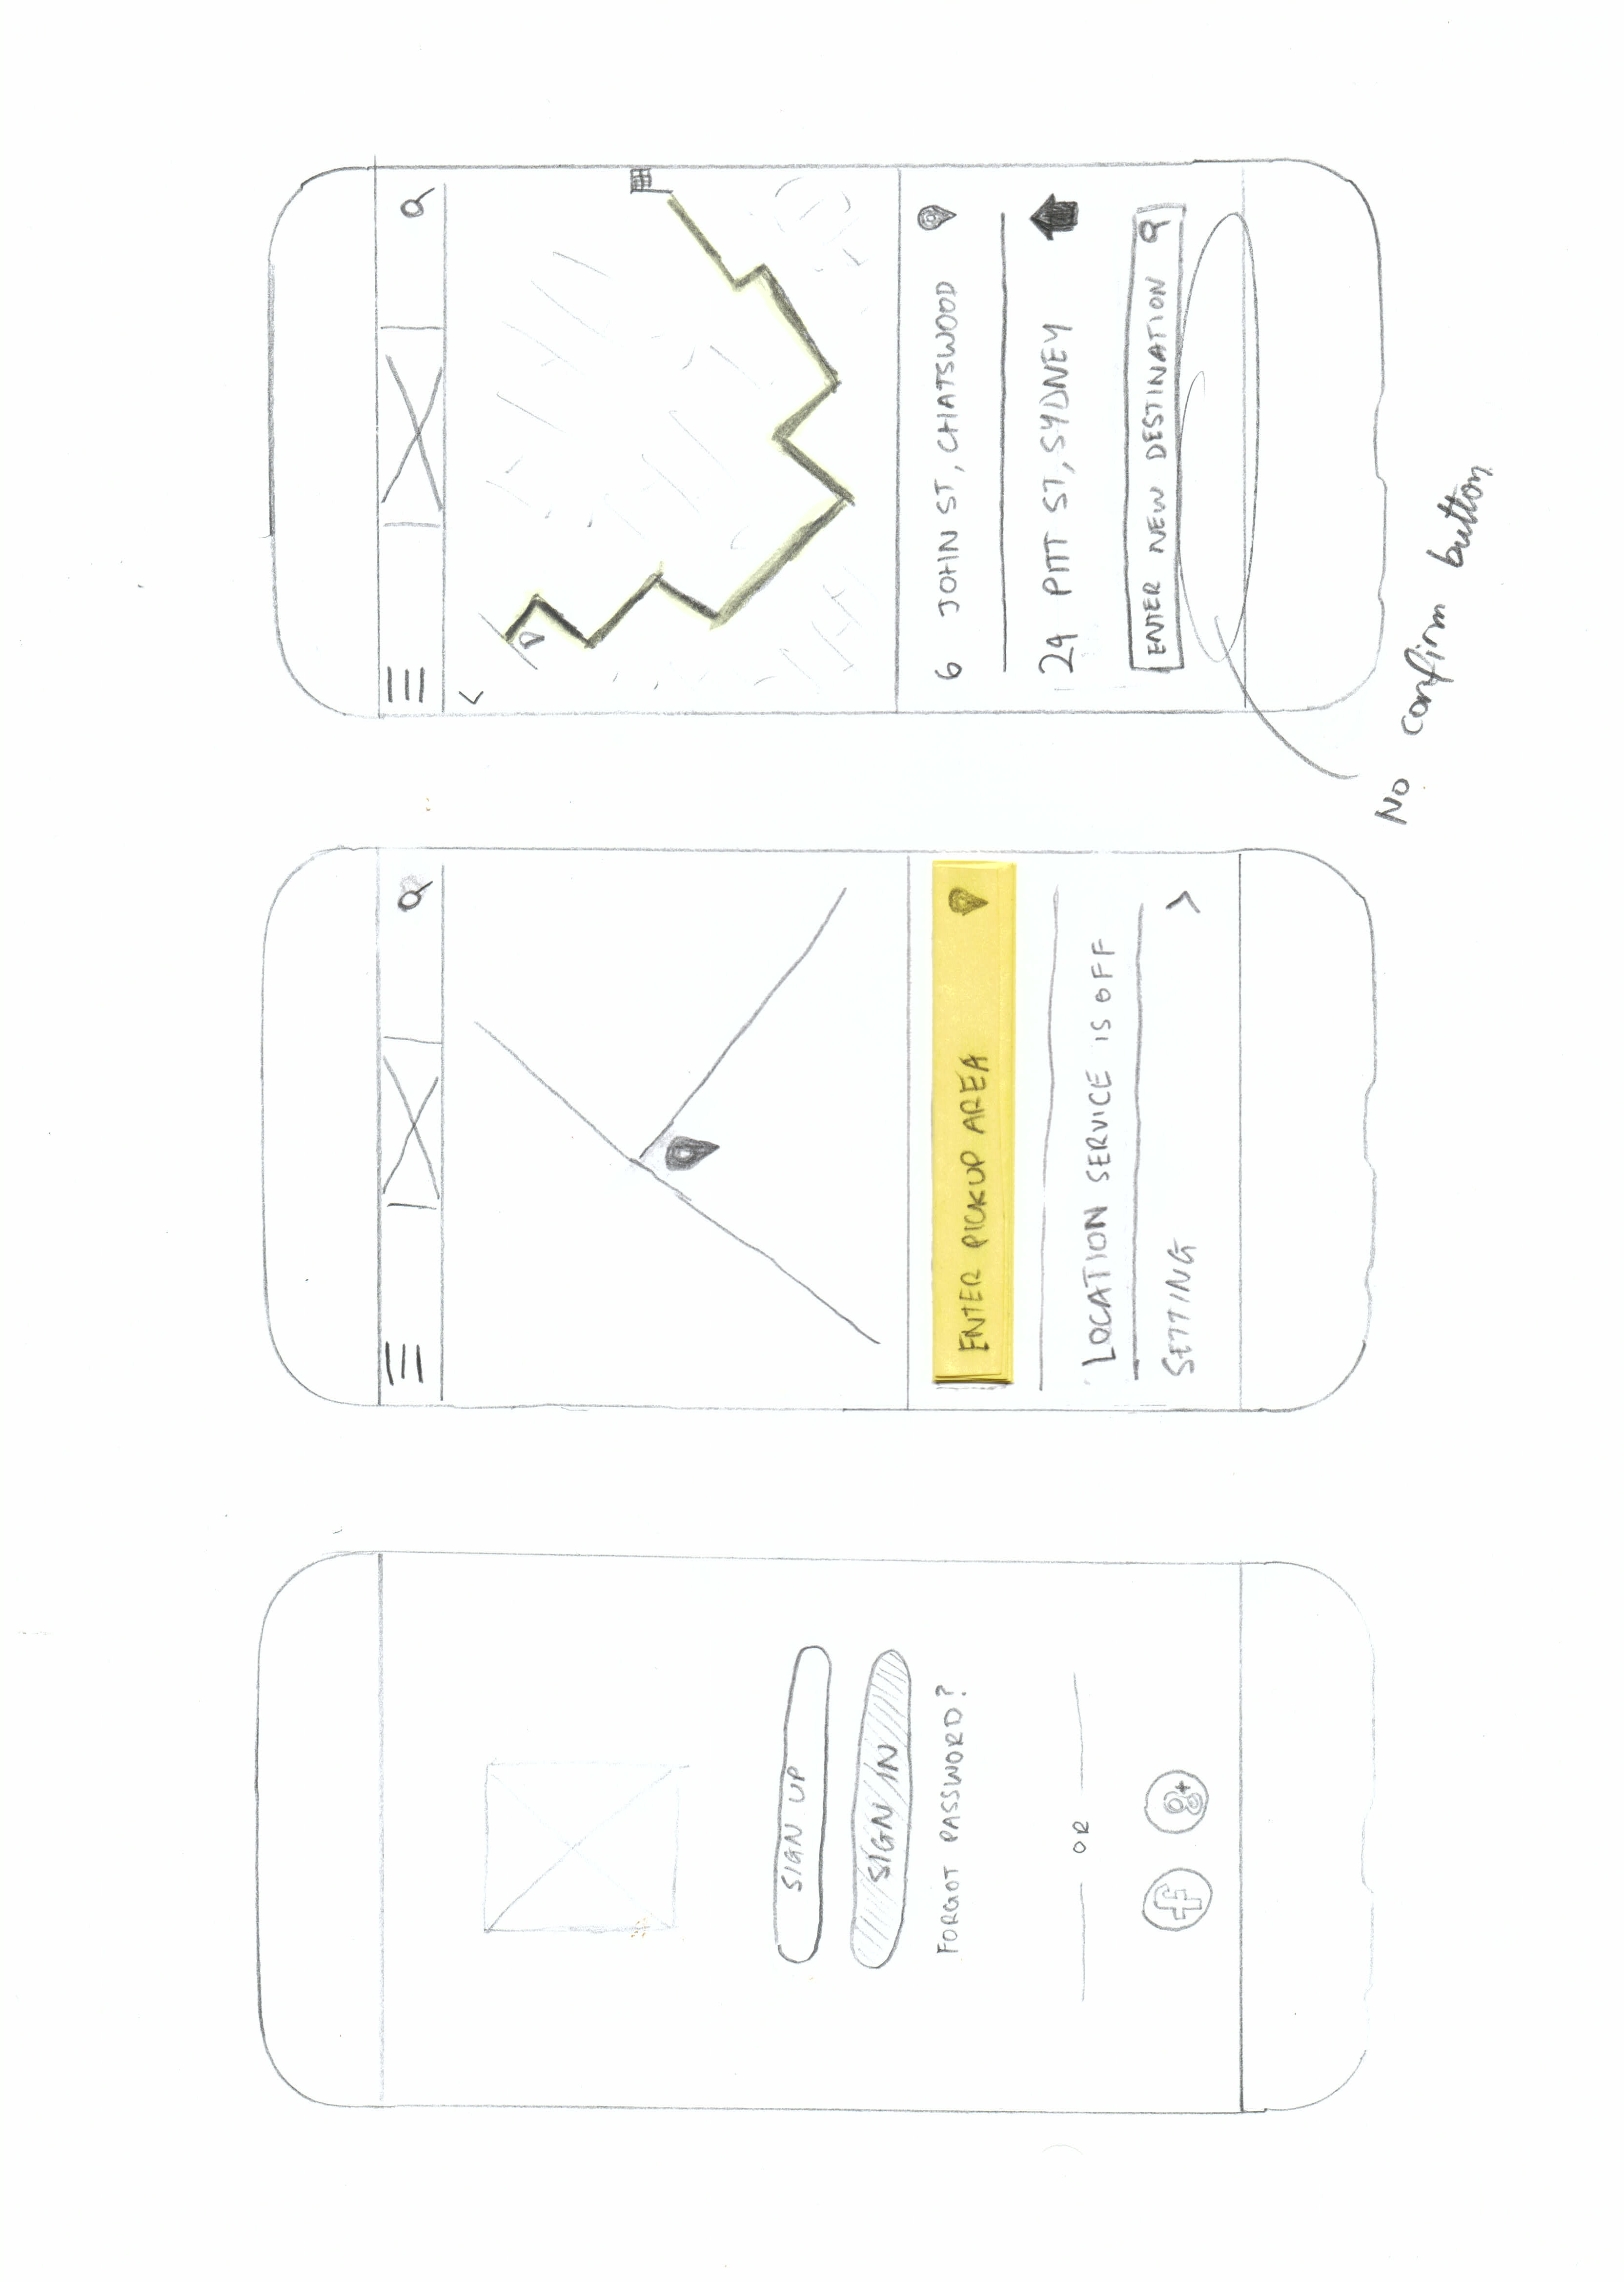 SIGN UP
SIGN IN
FORGOT PASSWORD?
OR
f g+
ENTER PICKUP AREA
LOCATION SERVICE IS OFF
SETTING >
<
6 JOHN ST, CHATSWOOD
24 PITT ST, SYDNEY
ENTER NEW DESTINATION
No confirm button